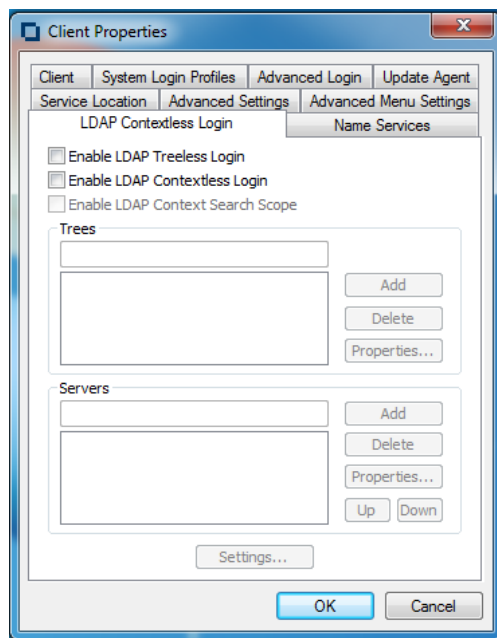 Client Properties
Client System Login Profiles Advanced Login Update Agent
Service Location Advanced Settings Advanced Menu Settings
LDAP Contextless Login Name Services
Enable LDAP Treeless Login
Enable LDAP Contextless Login
Enable LDAP Context Search Scope
Trees
Add
Delete
Properties...
Servers
Add
Delete
Properties...
Up Down
Settings...
OK Cancel